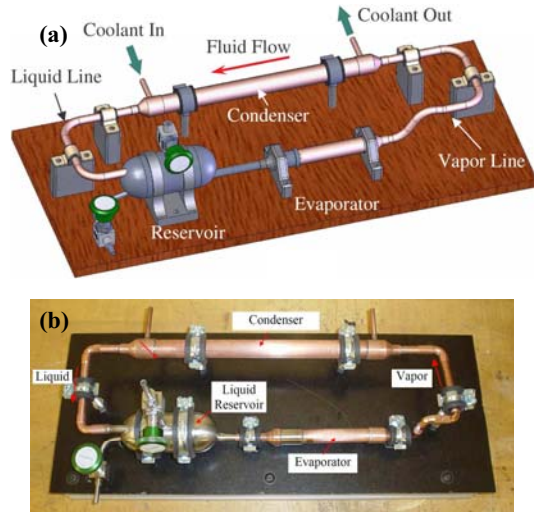 (a)
Coolant In
Coolant Out
Fluid Flow
Liquid Line
Condenser
Vapor Line
Evaporator
Reservoir
(b)
Condenser
Liquid
Liquid
Reservoir
Vapor
Evaporator